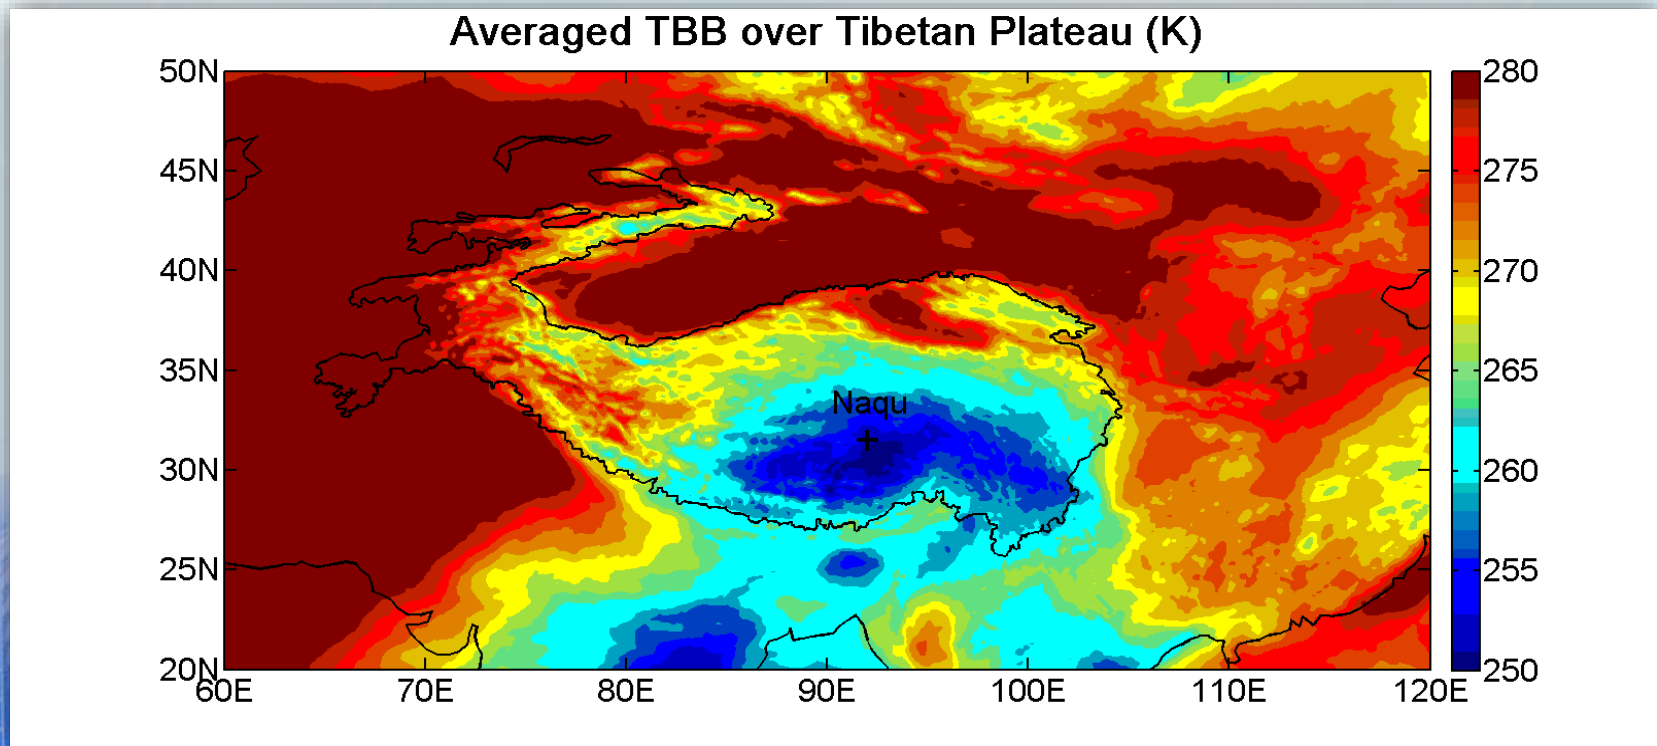 Averaged TBB over Tibetan Plateau (K)
50N
45N
40N
35N
30N
25N
20N
60E 70E 80E 90E 100E 110E 120E
Naqu
280
275
270
265
260
255
250